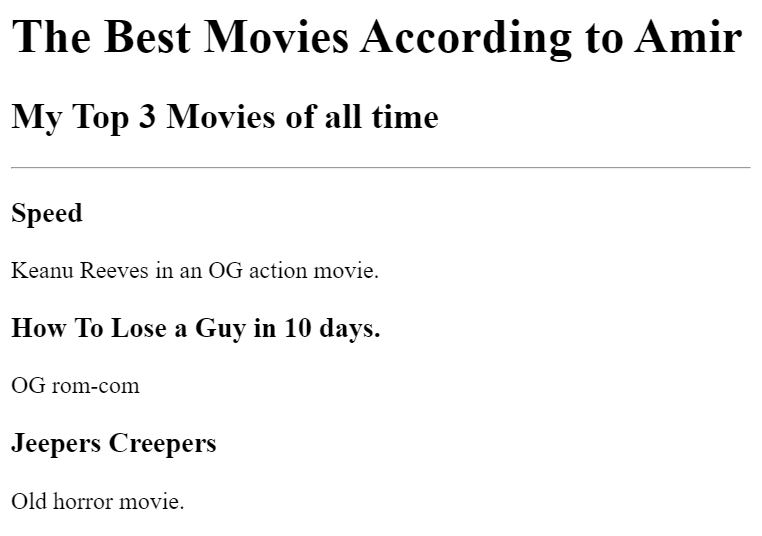 The Best Movies According to Amir
My Top 3 Movies of all time
Speed
Keanu Reeves in an OG action movie.
How To Lose a Guy in 10 days.
OG rom-com
Jeepers Creepers
Old horror movie.